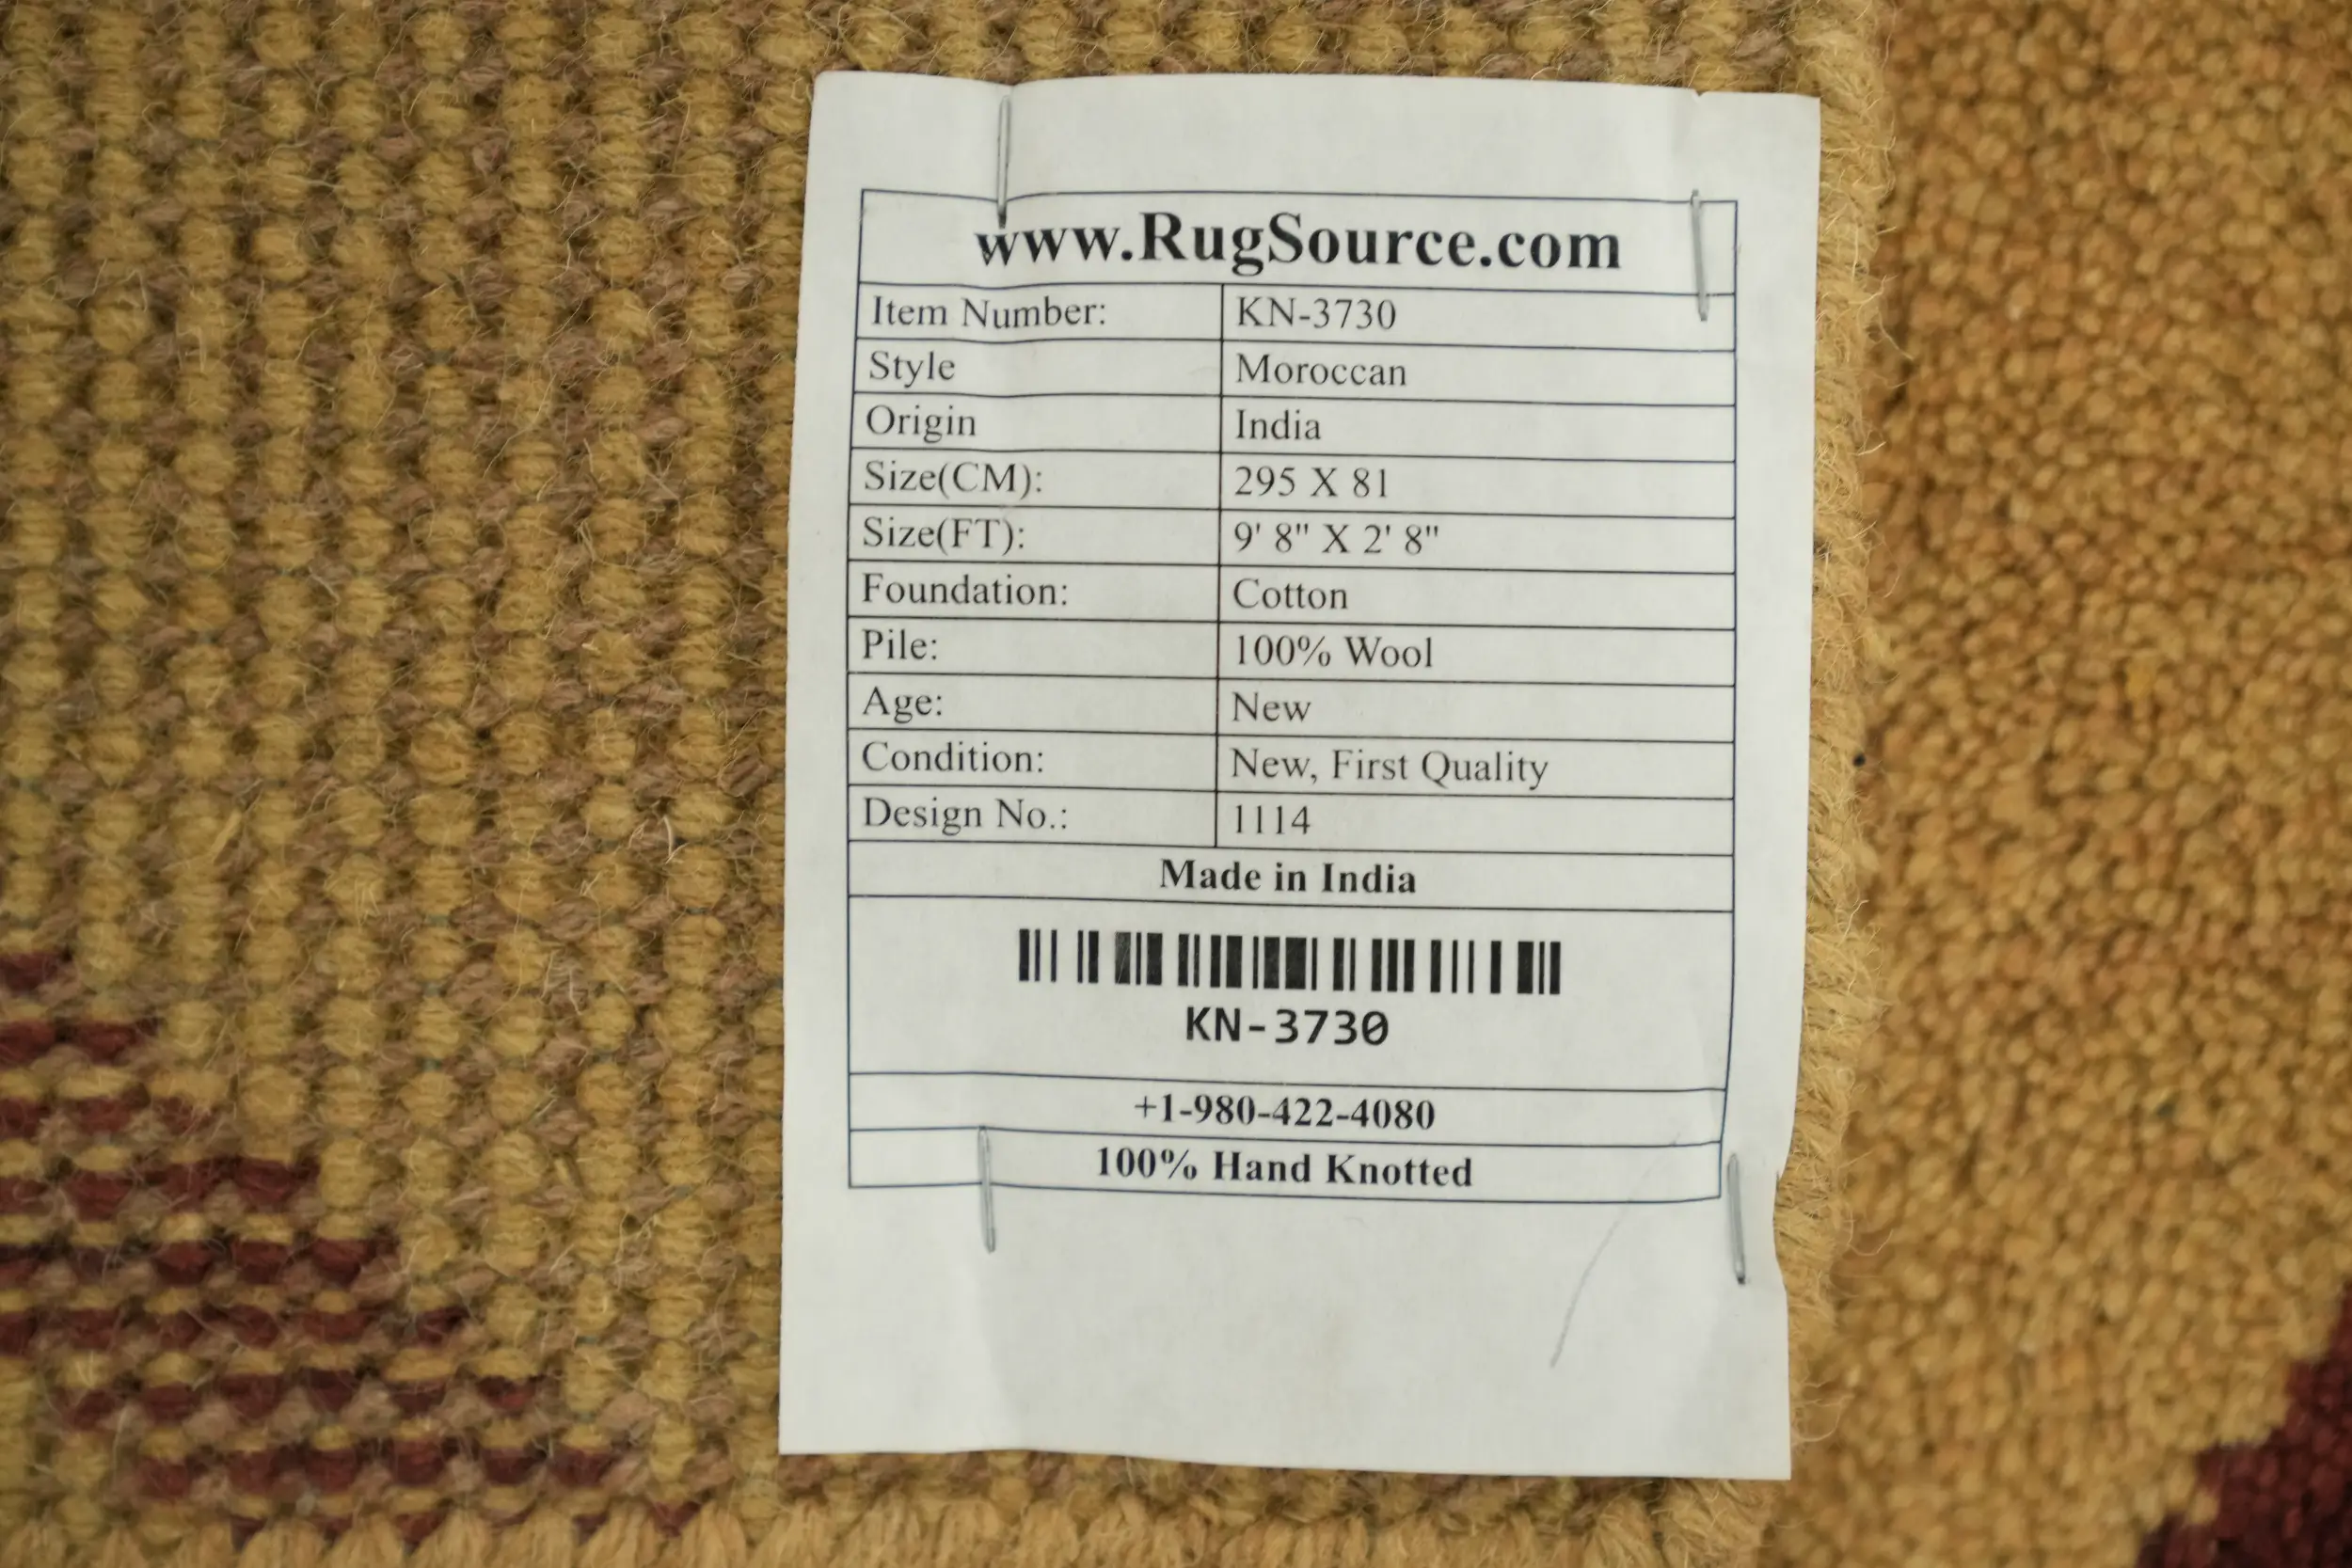 www.RugSource.com
Item Number: KN-3730
Style Moroccan
Origin India
Size(CM): 295 X 81
Size(FT): 9' 8" X 2' 8"
Foundation: Cotton
Pile: 100% Wool
Age: New
Condition: New, First Quality
Design No.: 1114
Made in India
KN-3730
+1-980-422-4080
100% Hand Knotted